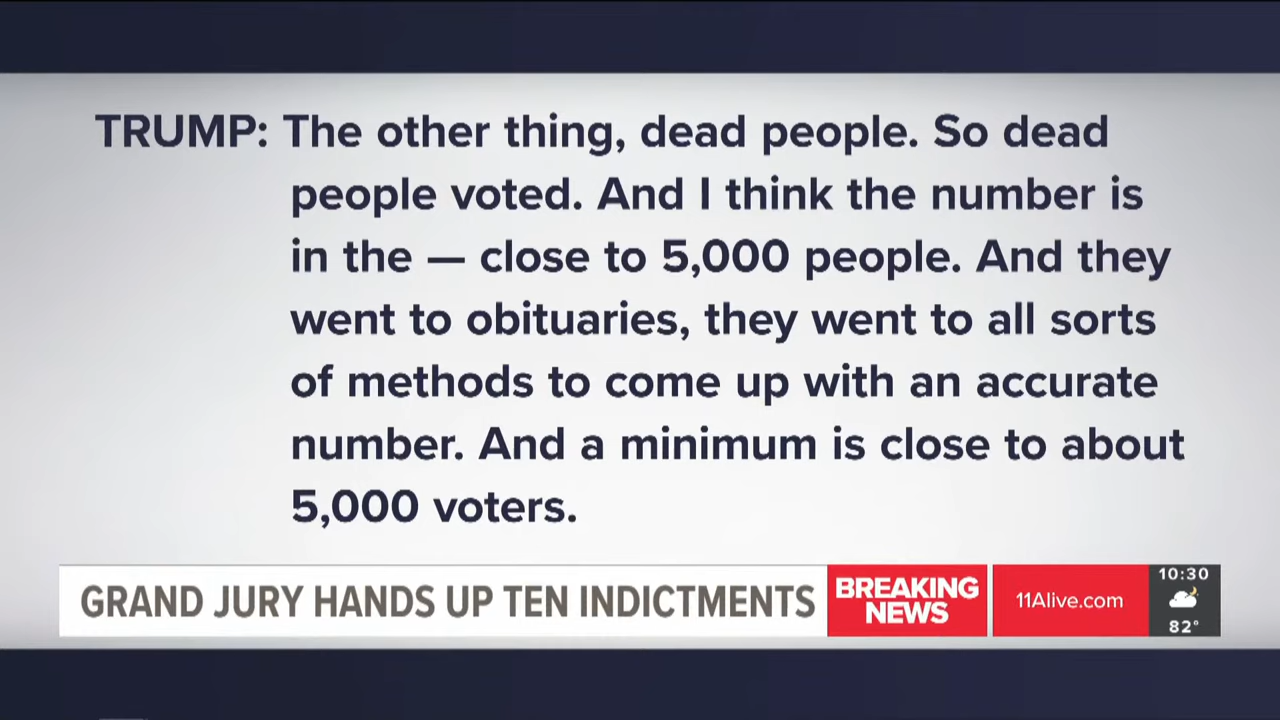 TRUMP: The other thing, dead people. So dead
people voted. And I think the number is
in the — close to 5,000 people. And they
went to obituaries, they went to all sorts
of methods to come up with an accurate
number. And a minimum is close to about
5,000 voters.
GRAND JURY HANDS UP TEN INDICTMENTS
BREAKING
NEWS
11Alive.com
10:30
82°